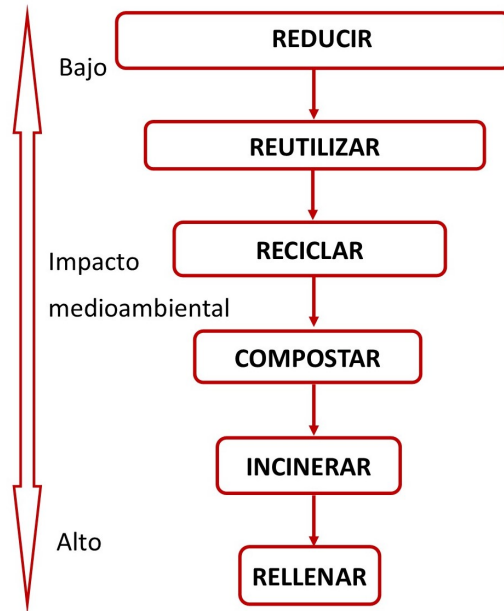 REDUCIR
Bajo
REUTILIZAR
RECICLAR
Impacto
medioambiental
COMPOSTAR
INCINERAR
Alto
RELLENAR